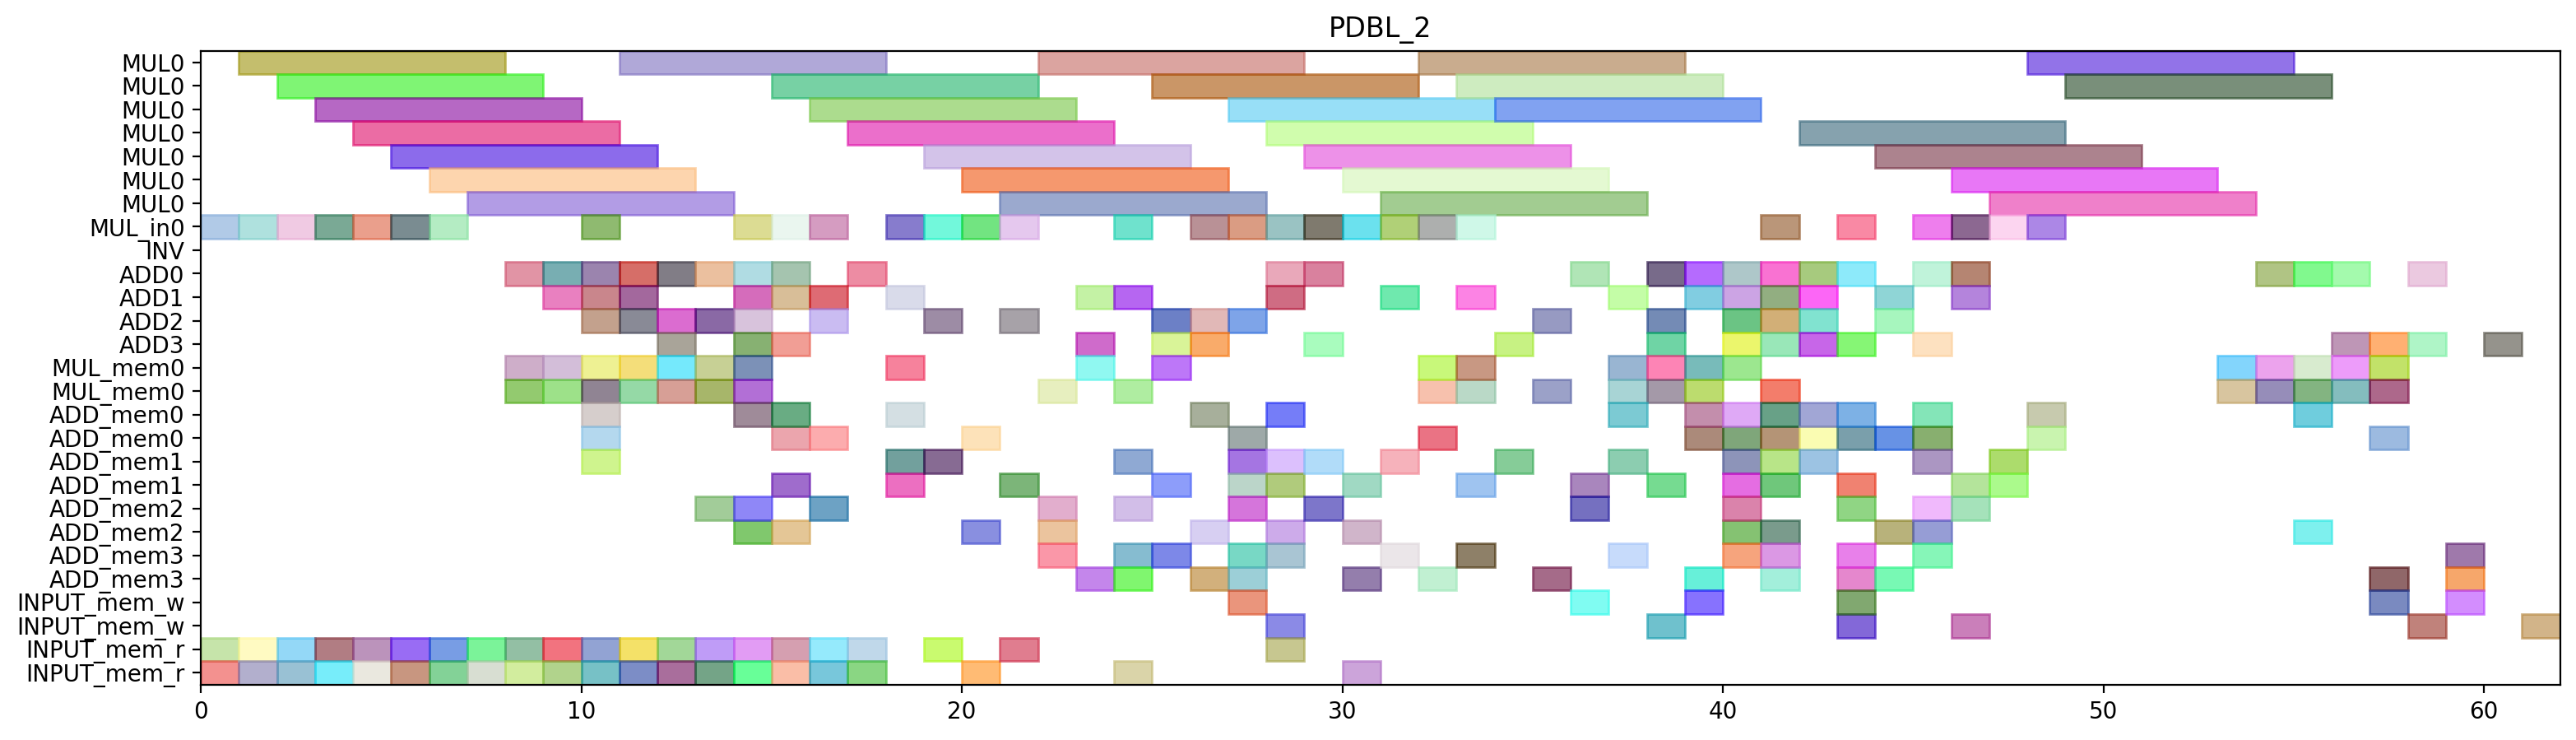 PDBL_2
MUL0
MUL0
MUL0
MUL0
MUL0
MUL0
MUL0
MUL_in0
INV
ADD0
ADD1
ADD2
ADD3
MUL_mem0
MUL_mem0
ADD_mem0
ADD_mem0
ADD_mem1
ADD_mem1
ADD_mem2
ADD_mem2
ADD_mem3
ADD_mem3
INPUT_mem_w
INPUT_mem_w
INPUT_mem_r
INPUT_mem_r
0 10 20 30 40 50 60